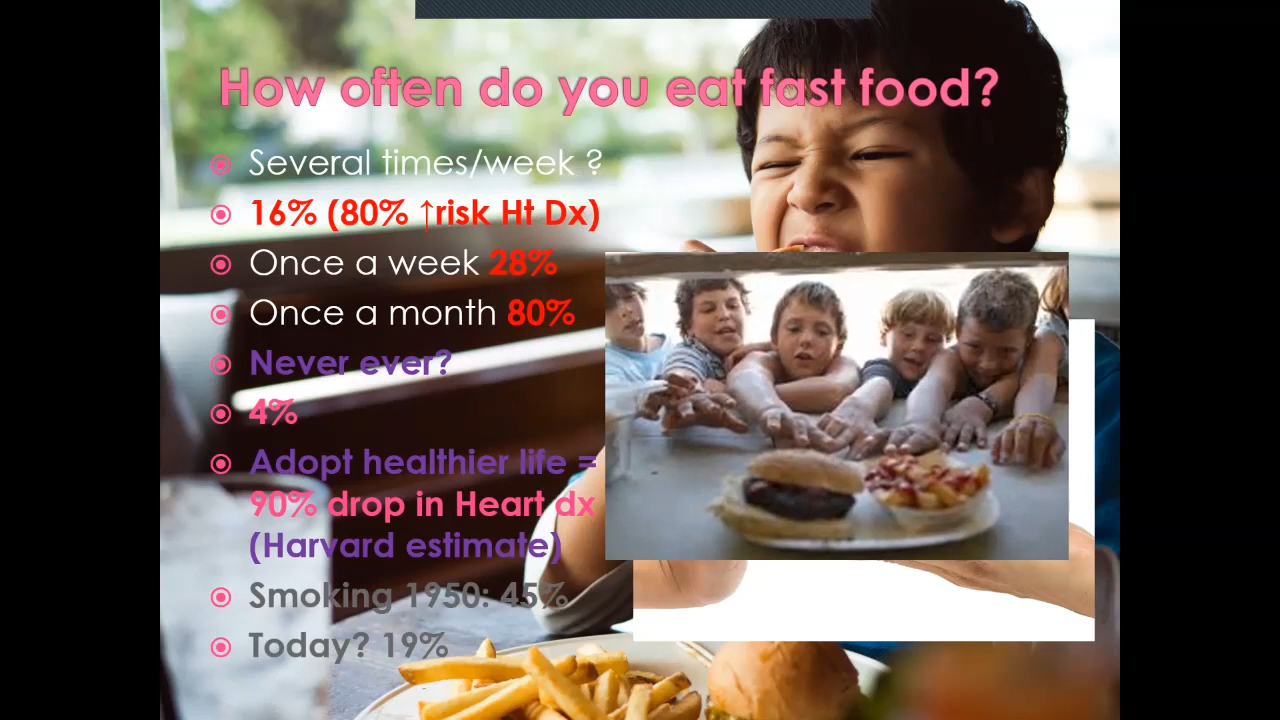 How often do you eat fast food?
Several times/week ?
16% (80% ↑risk Ht Dx)
Once a week 28%
Once a month 80%
Never ever?
4%
Adopt healthier life =
90% drop in Heart dx
(Harvard estimate)
Smoking 1950: 45%
Today? 19%